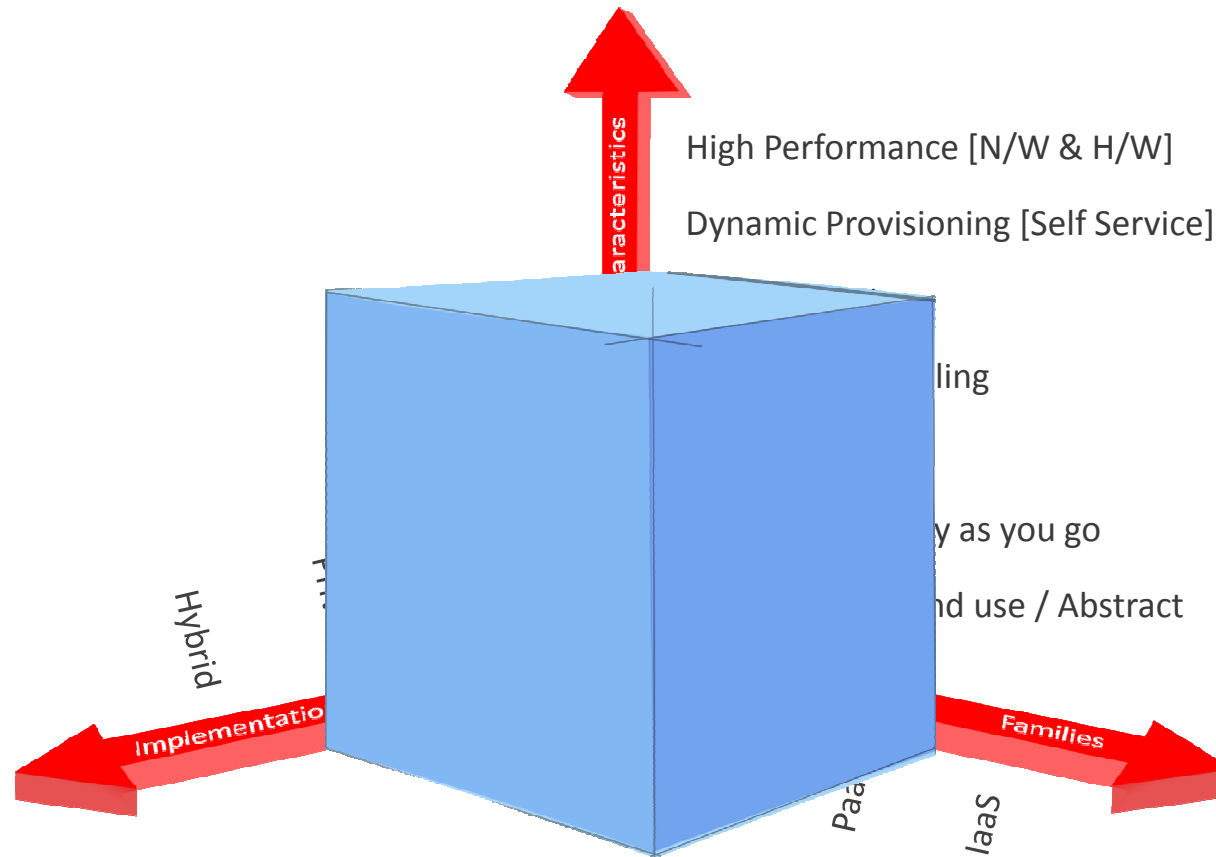 aracteristics
High Performance [N/W & H/W]
Dynamic Provisioning [Self Service]
ling
y as you go
nd use / Abstract
Hybrid
Implementatio
Families
Paa
IaaS